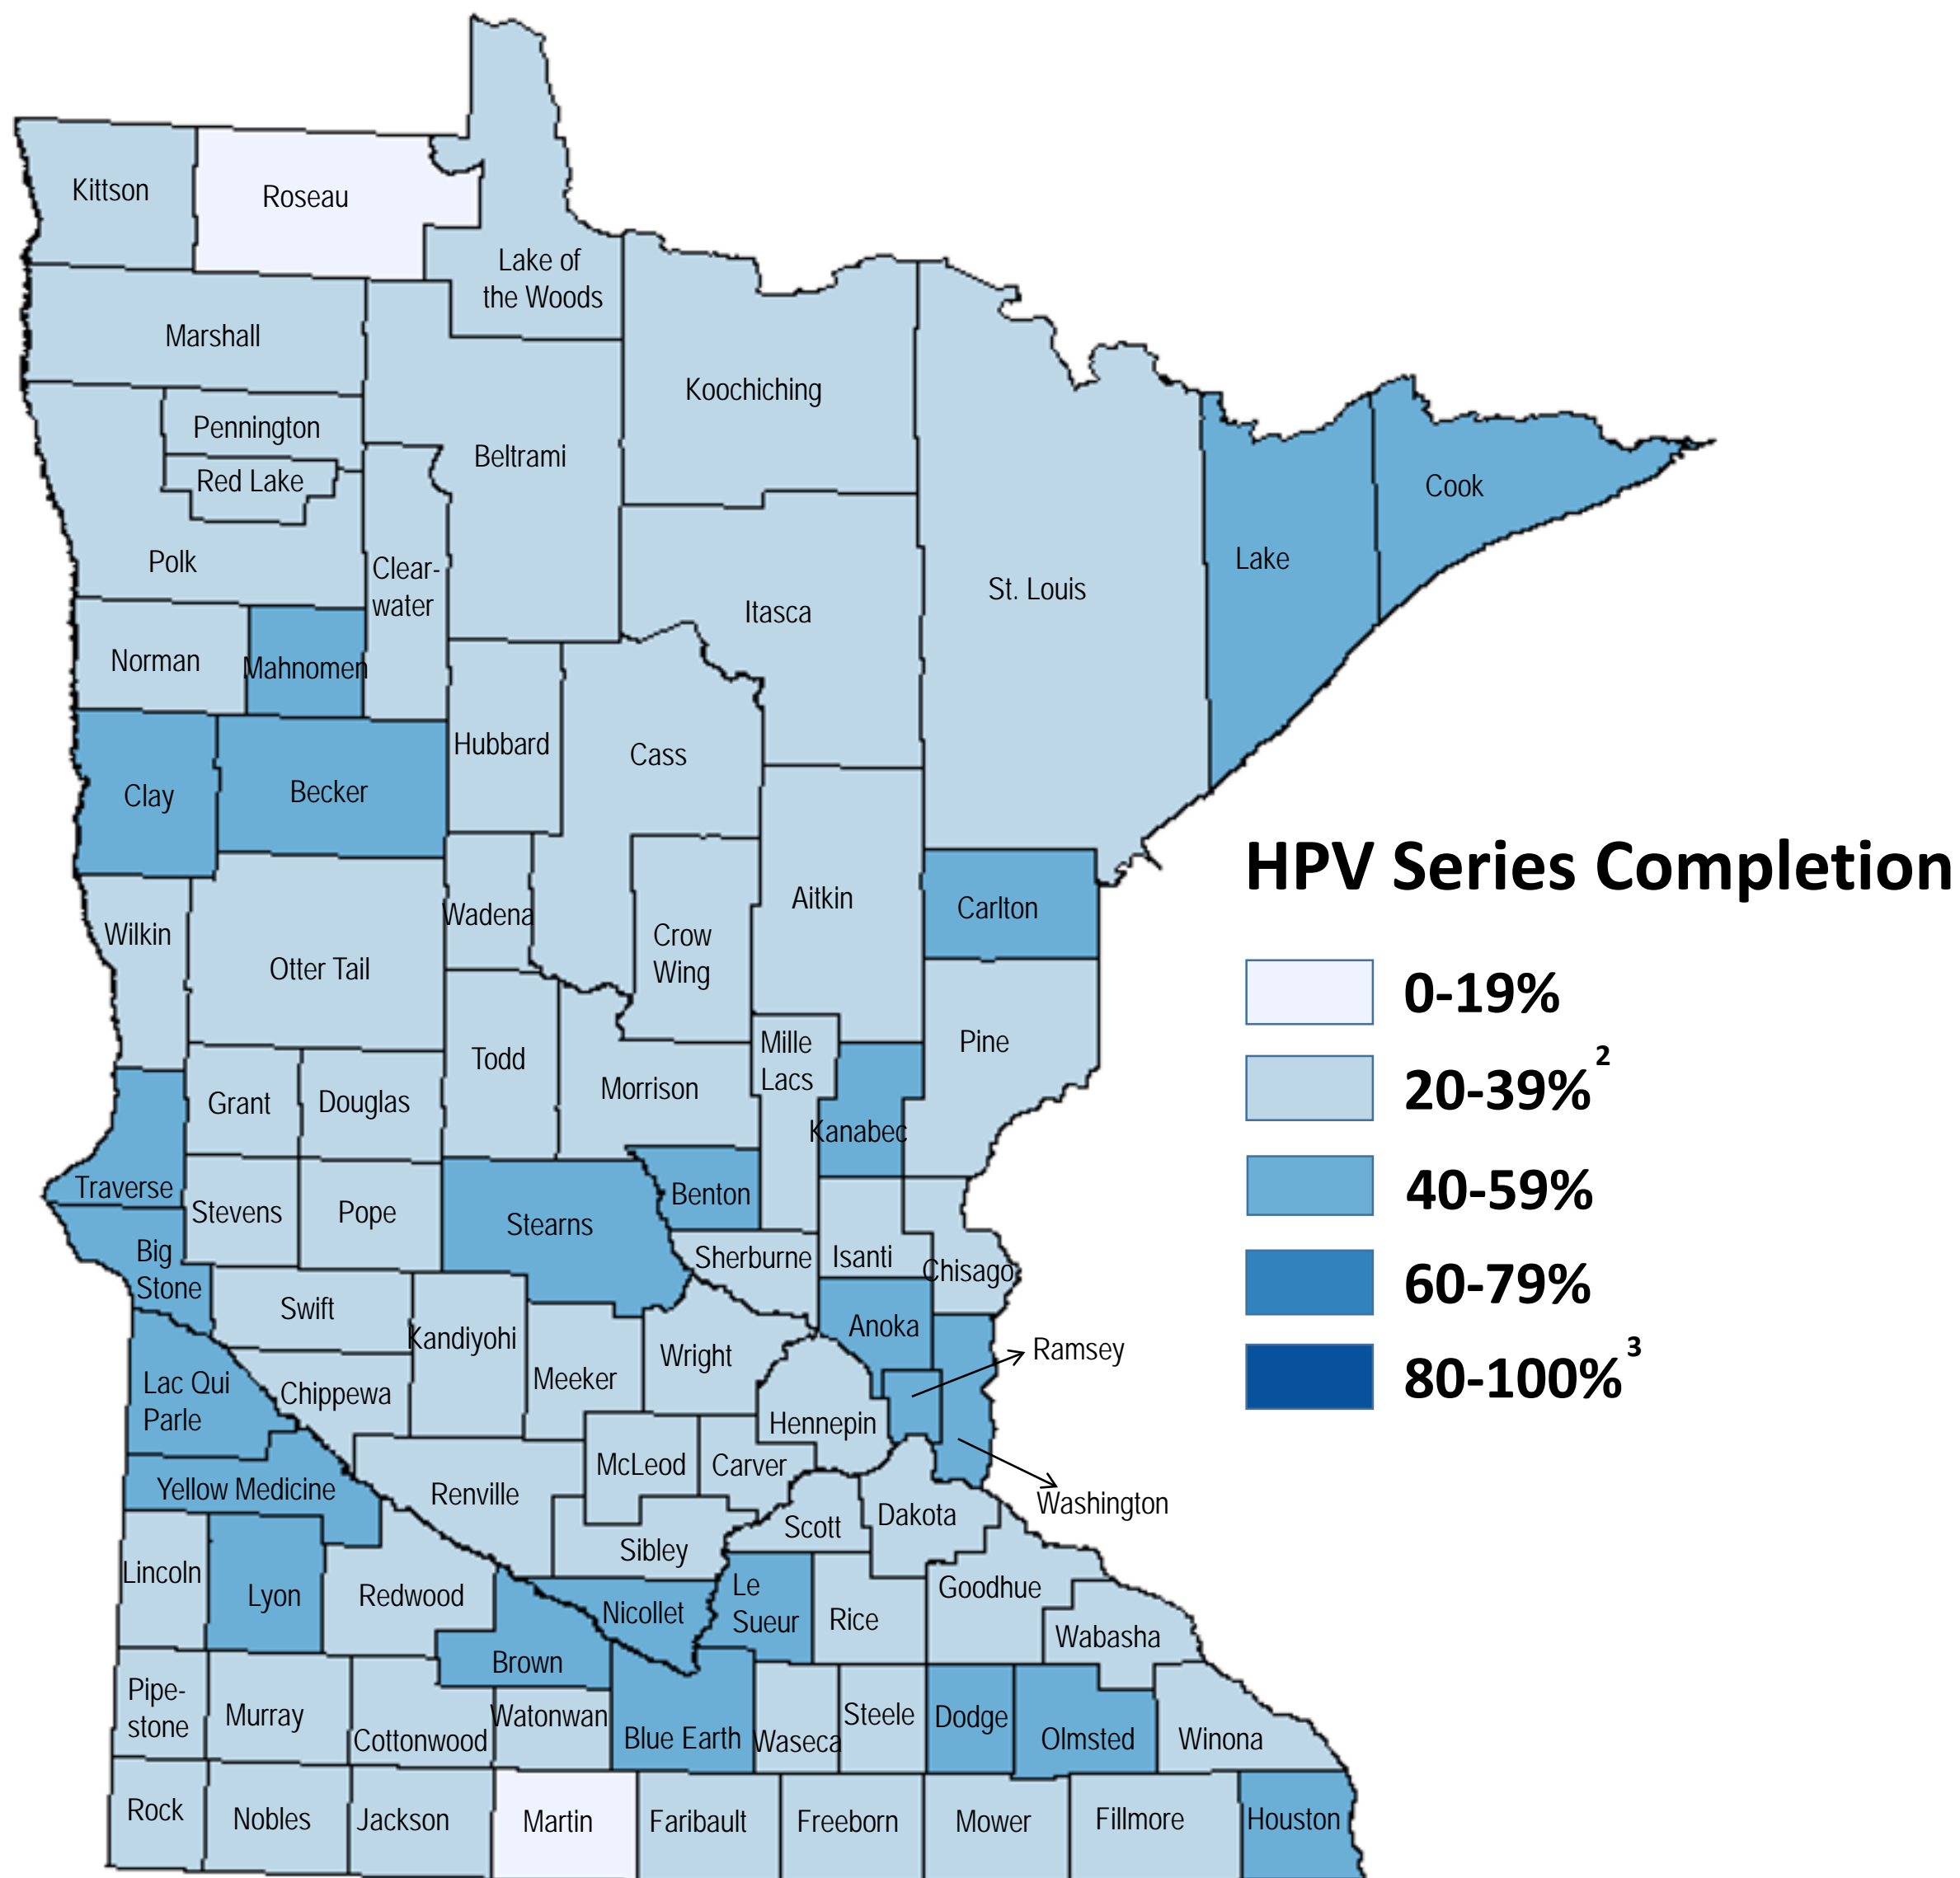 Kittson
Roseau
Lake of
the Woods
Marshall
Koochiching
Pennington
Beltrami
Red Lake
Cook
Polk
Clear-
water
Lake
St. Louis
Itasca
Norman
Mahnomen
Hubbard
Cass
Clay
Becker
HPV Series Completion
Aitkin
Carlton
Wadena
Wilkin
Crow
Wing
Otter Tail
0-19%
Mille
Lacs
Pine
Todd
Morrison
20-39%²
Grant
Douglas
Kanabec
Traverse
Benton
40-59%
Stevens
Pope
Stearns
Big
Stone
Sherburne
Isanti
Chisago
60-79%
Swift
Kandiyohi
Anoka
Ramsey
Wright
Meeker
80-100%³
Lac Qui
Parle
Chippewa
Hennepin
McLeod
Carver
Yellow Medicine
Renville
Washington
Scott
Dakota
Sibley
Lincoln
Lyon
Redwood
Nicollet
Le
Sueur
Rice
Goodhue
Wabasha
Brown
Pipe-
stone
Murray
Cottonwood
Watonwan
Blue Earth
Waseca
Steele
Dodge
Olmsted
Winona
Rock
Nobles
Jackson
Martin
Faribault
Freeborn
Mower
Fillmore
Houston